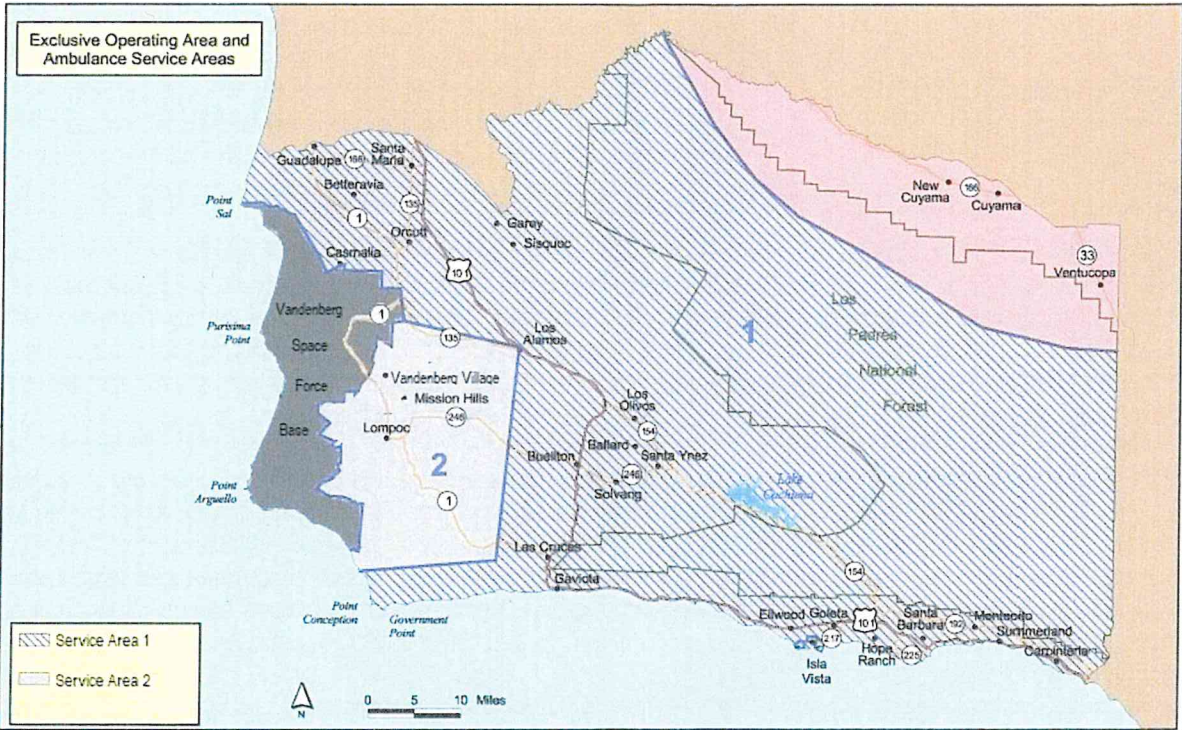 Exclusive Operating Area and
Ambulance Service Areas
Guadalupe
166
Santa
Maria
Betteravia
135
1
Point
Sal
Orcutt
Garey
Sisquoc
Casmalia
101
New
Cuyama
166
Cuyama
33
Ventucopa
Vandenberg
Space
Force
Base
1
Purisima
Point
135
Los
Alamos
1
Los
Padres
National
Forest
Vandenberg Village
Mission Hills
246
Lompoc
2
1
Los
Olivos
154
Ballard
Santa Ynez
Buellton
246
Solvang
Lake
Cachuma
Point
Arguello
Las Cruces
Gaviota
154
Point
Conception
Government
Point
Ellwood
Goleta
101
Santa
Barbara
192
Montecito
Summerland
Carpinteria
217
Hope
Ranch
225
Isla
Vista
Service Area 1
Service Area 2
N
0 5 10 Miles